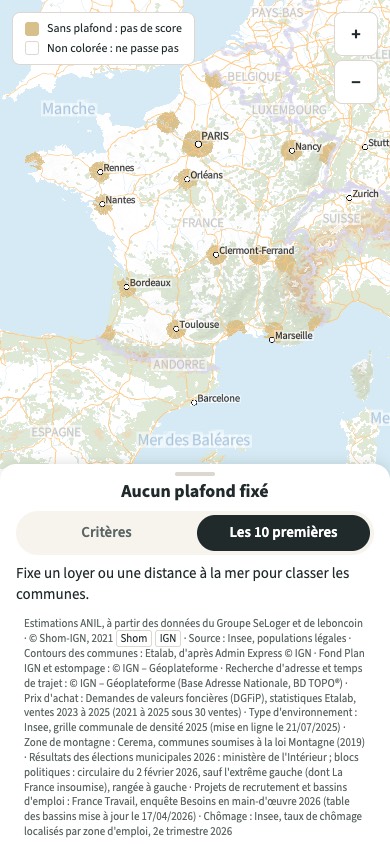 Sans plafond : pas de score
Non colorée : ne passe pas
+
−
PAYS-BAS
BELGIQUE
LUXEMBOURG
Manche
PARIS
Nancy
Stutt
Rennes
Orléans
Zurich
Nantes
FRANCE
SUISSE
Clermont-Ferrand
Bordeaux
Toulouse
Marseille
ANDORRE
Barcelone
ESPAGNE
Mer des Baléares
Me
Aucun plafond fixé
Critères
Les 10 premières
Fixe un loyer ou une distance à la mer pour classer les
communes.
Estimations ANIL, à partir des données du Groupe SeLoger et de leboncoin
· © Shom-IGN, 2021 Shom IGN · Source : Insee, populations légales ·
Contours des communes : Etalab, d'après Admin Express © IGN · Fond Plan
IGN et estompage : © IGN – Géoplateforme · Recherche d'adresse et temps
de trajet : © IGN – Géoplateforme (Base Adresse Nationale, BD TOPO®) ·
Prix d'achat : Demandes de valeurs foncières (DGFiP), statistiques Etalab,
ventes 2023 à 2025 (2021 à 2025 sous 30 ventes) · Type d'environnement :
Insee, grille communale de densité 2025 (mise en ligne le 21/07/2025) ·
Zone de montagne : Cerema, communes soumises à la loi Montagne (2019)
· Résultats des élections municipales 2026 : ministère de l'Intérieur ; blocs
politiques : circulaire du 2 février 2026, sauf l'extrême gauche (dont La
France insoumise), rangée à gauche · Projets de recrutement et bassins
d'emploi : France Travail, enquête Besoins en main-d'œuvre 2026 (table
des bassins mise à jour le 17/04/2026) · Chômage : Insee, taux de chômage
localisés par zone d'emploi, 2e trimestre 2026